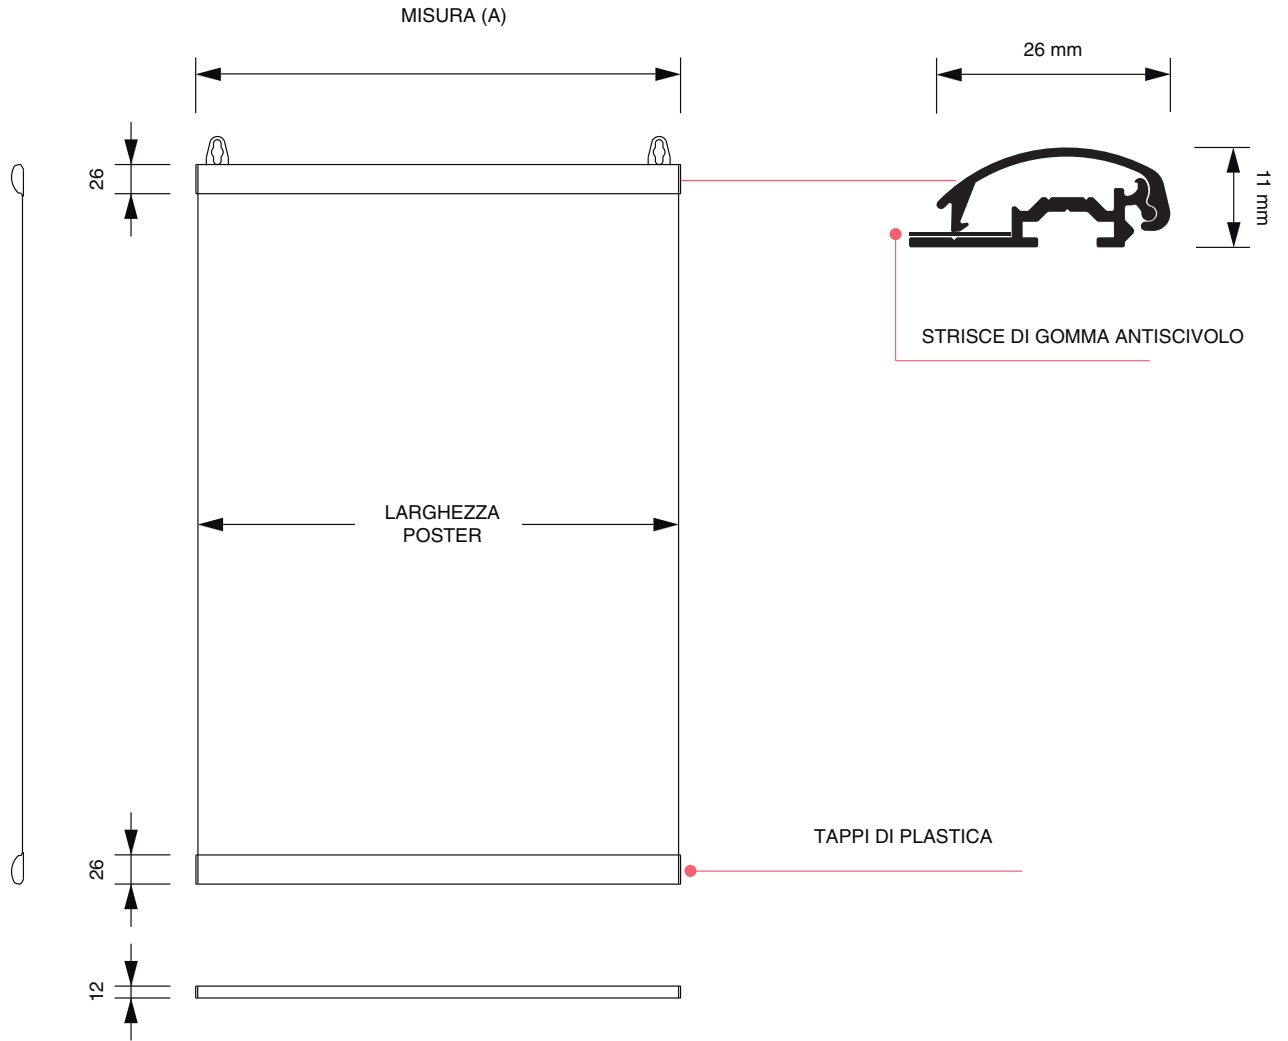 MISURA (A)
26 mm
26
11 mm
STRISCE DI GOMMA ANTISCIVOLO
LARGHEZZA
POSTER
TAPPI DI PLASTICA
26
12